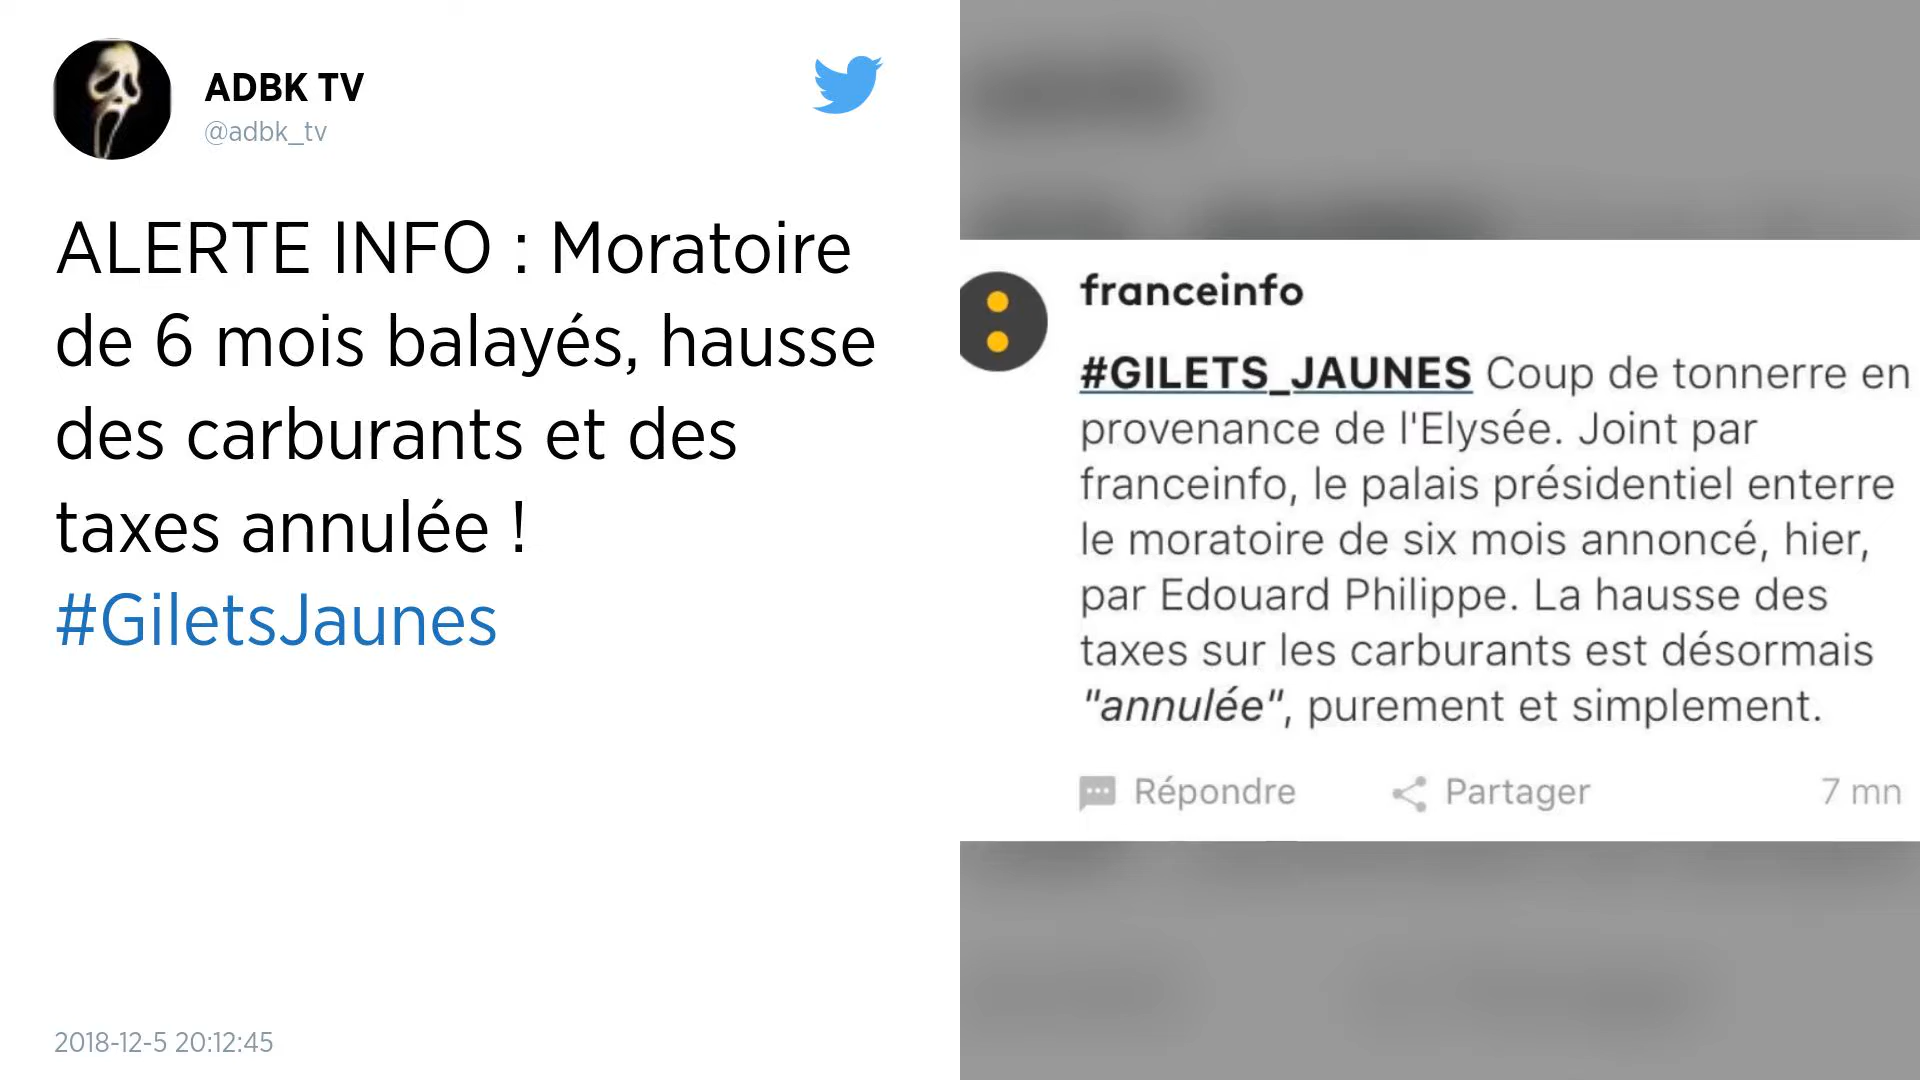 ADBK TV
@adbk_tv
ALERTE INFO : Moratoire
de 6 mois balayés, hausse
des carburants et des
taxes annulée !
#GiletsJaunes
2018-12-5 20:12:45
franceinfo
#GILETS_JAUNES Coup de tonnerre en
provenance de l'Elysée. Joint par
franceinfo, le palais présidentiel enterre
le moratoire de six mois annoncé, hier,
par Edouard Philippe. La hausse des
taxes sur les carburants est désormais
"annulée", purement et simplement.
Répondre Partager 7 mn